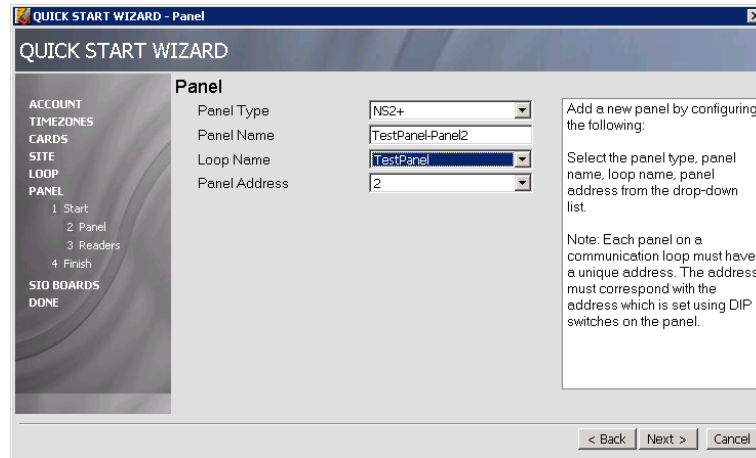 QUICK START WIZARD - Panel
QUICK START WIZARD
ACCOUNT
TIMEZONES
CARDS
SITE
LOOP
PANEL
1 Start
2 Panel
3 Readers
4 Finish
SIO BOARDS
DONE
Panel
Panel Type NS2+
Panel Name TestPanel-Panel2
Loop Name TestPanel
Panel Address 2
Add a new panel by configuring
the following:
Select the panel type, panel
name, loop name, panel
address from the drop-down
list.
Note: Each panel on a
communication loop must have
a unique address. The address
must correspond with the
address which is set using DIP
switches on the panel.
< Back Next > Cancel